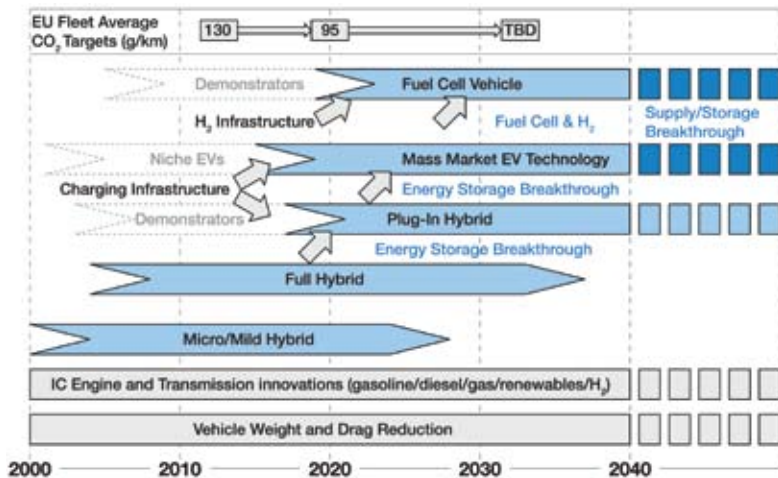 EU Fleet Average
CO2 Targets (g/km)
130
95
TBD
Demonstrators
Fuel Cell Vehicle
H2 Infrastructure
Fuel Cell & H2
Supply/Storage
Breakthrough
Niche EVs
Mass Market EV Technology
Charging Infrastructure
Energy Storage Breakthrough
Demonstrators
Plug-In Hybrid
Energy Storage Breakthrough
Full Hybrid
Micro/Mild Hybrid
IC Engine and Transmission innovations (gasoline/diesel/gas/renewables/H2)
Vehicle Weight and Drag Reduction
2000 2010 2020 2030 2040